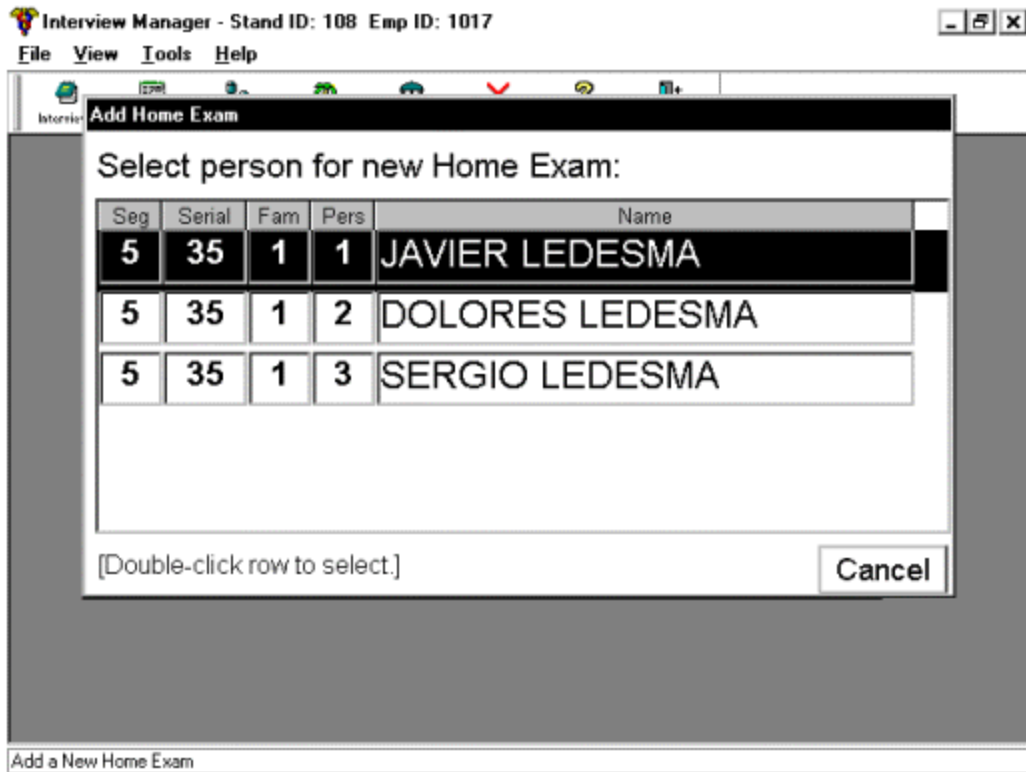 Interview Manager - Stand ID: 108 Emp ID: 1017
File View Tools Help
Add Home Exam
Select person for new Home Exam:
Seg Serial Fam Pers Name
5 35 1 1 JAVIER LEDESMA
5 35 1 2 DOLORES LEDESMA
5 35 1 3 SERGIO LEDESMA
[Double-click row to select.] Cancel
Add a New Home Exam